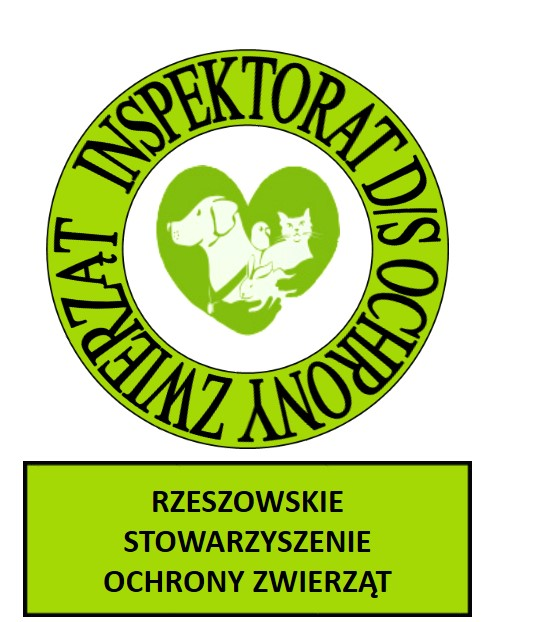 INSPEKTORAT D/S OCHRONY ZWIERZĄT
RZESZOWSKIE
STOWARZYSZENIE
OCHRONY ZWIERZĄT